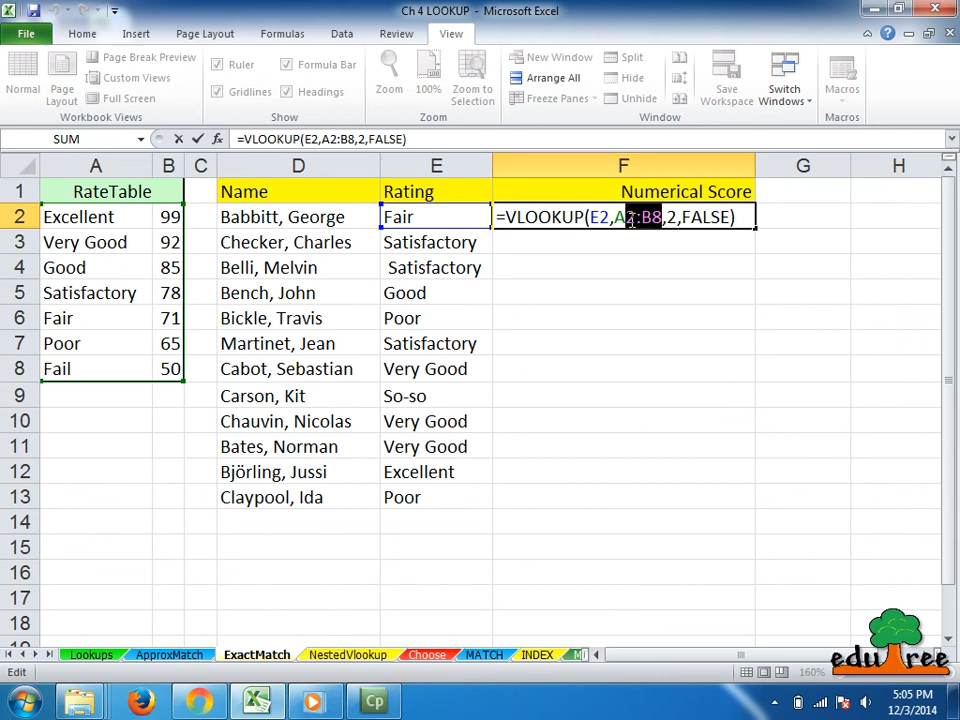 Ch 4 LOOKUP - Microsoft Excel
File Home Insert Page Layout Formulas Data Review View
Normal
Page Layout
Page Break Preview
Custom Views
Full Screen
Workbook Views
Ruler
Formula Bar
Gridlines
Headings
Show
Zoom
100%
Zoom to Selection
Zoom
New Window
Arrange All
Freeze Panes
Split
Hide
Unhide
Save Workspace
Switch Windows
Window
Macros
Macros
SUM fx =VLOOKUP(E2,A2:B8,2,FALSE)
A B C D E F G H
1 RateTable Name Rating Numerical Score
2 Excellent 99 Babbitt, George Fair =VLOOKUP(E2,A2:B8,2,FALSE)
3 Very Good 92 Checker, Charles Satisfactory
4 Good 85 Belli, Melvin Satisfactory
5 Satisfactory 78 Bench, John Good
6 Fair 71 Bickle, Travis Poor
7 Poor 65 Martinet, Jean Satisfactory
8 Fail 50 Cabot, Sebastian Very Good
9 Carson, Kit So-so
10 Chauvin, Nicolas Very Good
11 Bates, Norman Very Good
12 Björling, Jussi Excellent
13 Claypool, Ida Poor
14
15
16
17
18
Lookups ApproxMatch ExactMatch NestedVlookup Choose MATCH INDEX
eduTree
Edit 160%
Cp
5:05 PM
12/3/2014